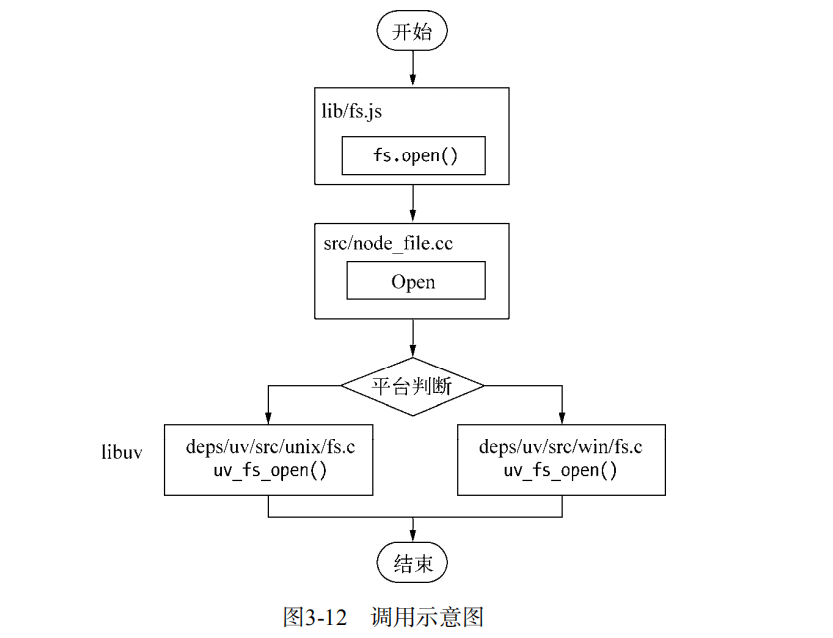 开始
lib/fs.js
fs.open()
src/node_file.cc
Open
平台判断
libuv
deps/uv/src/unix/fs.c
uv_fs_open()
deps/uv/src/win/fs.c
uv_fs_open()
结束
图3-12 调用示意图